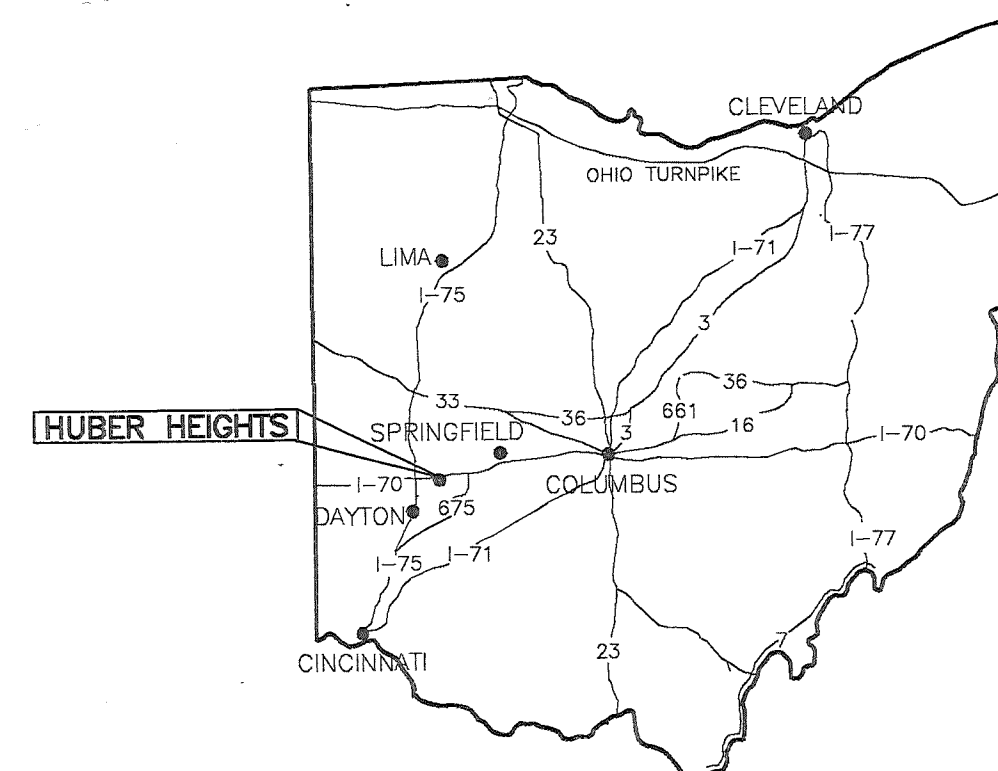 CLEVELAND
OHIO TURNPIKE
23
I-71
I-77
LIMA
I-75
3
36
33
36
661
16
HUBER HEIGHTS
SPRINGFIELD
3
I-70
I-70
COLUMBUS
675
DAYTON
I-77
I-75
I-71
7
23
CINCINNATI